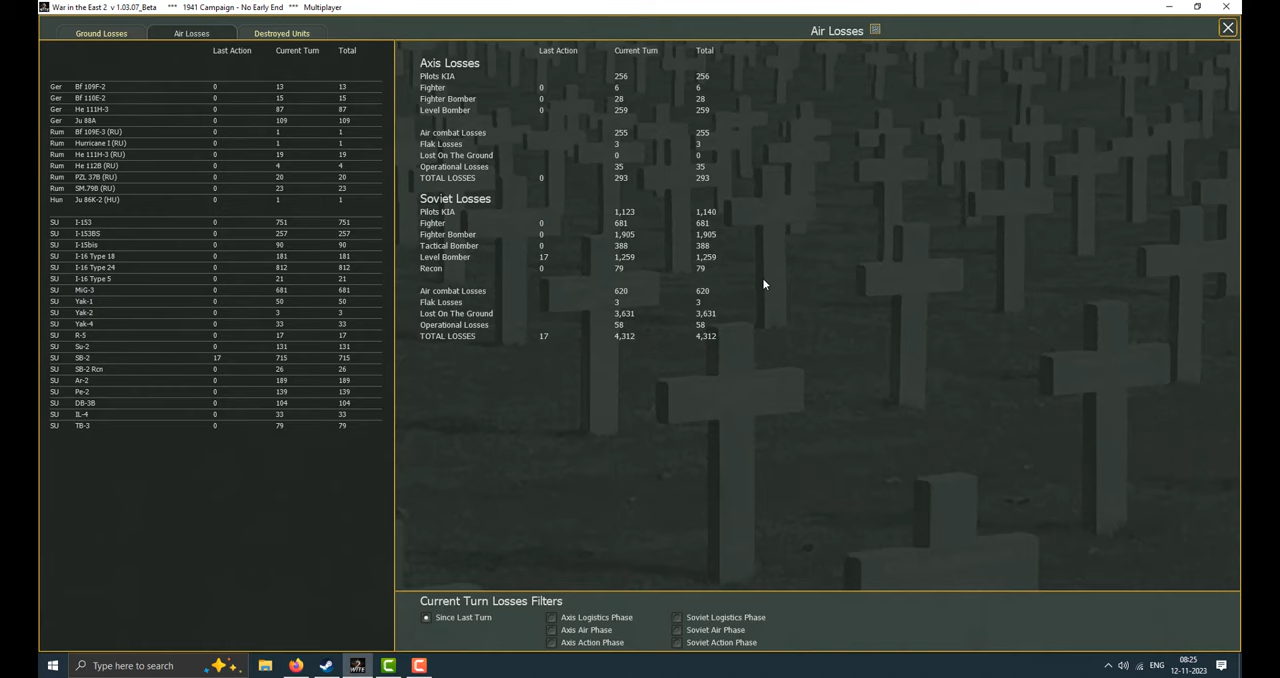 War in the East 2 v 1.03.07_Beta *** 1941 Campaign - No Early End *** Multiplayer
Ground Losses Air Losses Destroyed Units
Air Losses
Last Action Current Turn Total
Ger Bf 109F-2 0 13 13
Ger Bf 110E-2 0 15 15
Ger He 111H-3 0 87 87
Ger Ju 88A 0 109 109
Rum Bf 109E-3 (RU) 0 1 1
Rum Hurricane I (RU) 0 1 1
Rum He 111H-3 (RU) 0 19 19
Rum He 112B (RU) 0 4 4
Rum PZL 37B (RU) 0 20 20
Rum SM.79B (RU) 0 23 23
Hun Ju 86K-2 (HU) 0 1 1
SU I-153 0 751 751
SU I-153BS 0 257 257
SU I-15bis 0 90 90
SU I-16 Type 18 0 181 181
SU I-16 Type 24 0 812 812
SU I-16 Type 5 0 21 21
SU MiG-3 0 681 681
SU Yak-1 0 50 50
SU Yak-2 0 3 3
SU Yak-4 0 33 33
SU R-5 0 17 17
SU Su-2 0 131 131
SU SB-2 17 715 715
SU SB-2 Rcn 0 26 26
SU Ar-2 0 189 189
SU Pe-2 0 139 139
SU DB-3B 0 104 104
SU IL-4 0 33 33
SU TB-3 0 79 79
Last Action Current Turn Total
Axis Losses
Pilots KIA 256 256
Fighter 0 6 6
Fighter Bomber 0 28 28
Level Bomber 0 259 259
Air combat Losses 255 255
Flak Losses 3 3
Lost On The Ground 0 0
Operational Losses 35 35
TOTAL LOSSES 0 293 293
Soviet Losses
Pilots KIA 1,123 1,140
Fighter 0 681 681
Fighter Bomber 0 1,905 1,905
Tactical Bomber 0 388 388
Level Bomber 17 1,259 1,259
Recon 0 79 79
Air combat Losses 620 620
Flak Losses 3 3
Lost On The Ground 3,631 3,631
Operational Losses 58 58
TOTAL LOSSES 17 4,312 4,312
Current Turn Losses Filters
Since Last Turn Axis Logistics Phase Soviet Logistics Phase
Axis Air Phase Soviet Air Phase
Axis Action Phase Soviet Action Phase
Type here to search
WITE
ENG
08:25
12-11-2023